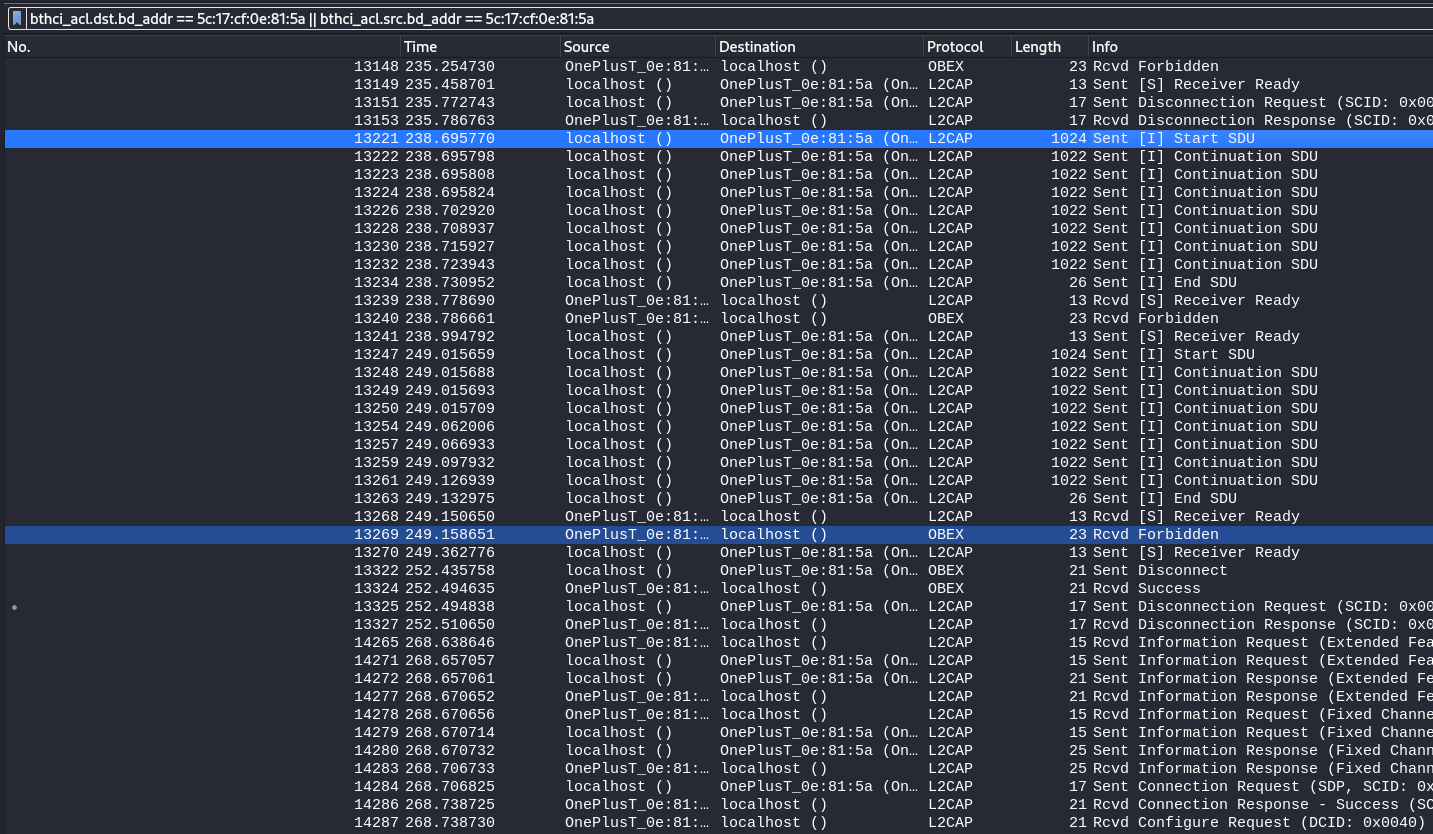 bthci_acl.dst.bd_addr == 5c:17:cf:0e:81:5a || bthci_acl.src.bd_addr == 5c:17:cf:0e:81:5a
No. Time Source Destination Protocol Length Info
13148 235.254730 OnePlusT_0e:81:… localhost () OBEX 23 Rcvd Forbidden
13149 235.458701 localhost () OnePlusT_0e:81:5a (On… L2CAP 13 Sent [S] Receiver Ready
13151 235.772743 localhost () OnePlusT_0e:81:5a (On… L2CAP 17 Sent Disconnection Request (SCID: 0x00
13153 235.786763 OnePlusT_0e:81:… localhost () L2CAP 17 Rcvd Disconnection Response (SCID: 0x0
13221 238.695770 localhost () OnePlusT_0e:81:5a (On… L2CAP 1024 Sent [I] Start SDU
13222 238.695798 localhost () OnePlusT_0e:81:5a (On… L2CAP 1022 Sent [I] Continuation SDU
13223 238.695808 localhost () OnePlusT_0e:81:5a (On… L2CAP 1022 Sent [I] Continuation SDU
13224 238.695824 localhost () OnePlusT_0e:81:5a (On… L2CAP 1022 Sent [I] Continuation SDU
13226 238.702920 localhost () OnePlusT_0e:81:5a (On… L2CAP 1022 Sent [I] Continuation SDU
13228 238.708937 localhost () OnePlusT_0e:81:5a (On… L2CAP 1022 Sent [I] Continuation SDU
13230 238.715927 localhost () OnePlusT_0e:81:5a (On… L2CAP 1022 Sent [I] Continuation SDU
13232 238.723943 localhost () OnePlusT_0e:81:5a (On… L2CAP 1022 Sent [I] Continuation SDU
13234 238.730952 localhost () OnePlusT_0e:81:5a (On… L2CAP 26 Sent [I] End SDU
13239 238.778690 OnePlusT_0e:81:… localhost () L2CAP 13 Rcvd [S] Receiver Ready
13240 238.786661 OnePlusT_0e:81:… localhost () OBEX 23 Rcvd Forbidden
13241 238.994792 localhost () OnePlusT_0e:81:5a (On… L2CAP 13 Sent [S] Receiver Ready
13247 249.015659 localhost () OnePlusT_0e:81:5a (On… L2CAP 1024 Sent [I] Start SDU
13248 249.015688 localhost () OnePlusT_0e:81:5a (On… L2CAP 1022 Sent [I] Continuation SDU
13249 249.015693 localhost () OnePlusT_0e:81:5a (On… L2CAP 1022 Sent [I] Continuation SDU
13250 249.015709 localhost () OnePlusT_0e:81:5a (On… L2CAP 1022 Sent [I] Continuation SDU
13254 249.062006 localhost () OnePlusT_0e:81:5a (On… L2CAP 1022 Sent [I] Continuation SDU
13257 249.066933 localhost () OnePlusT_0e:81:5a (On… L2CAP 1022 Sent [I] Continuation SDU
13259 249.097932 localhost () OnePlusT_0e:81:5a (On… L2CAP 1022 Sent [I] Continuation SDU
13261 249.126939 localhost () OnePlusT_0e:81:5a (On… L2CAP 1022 Sent [I] Continuation SDU
13263 249.132975 localhost () OnePlusT_0e:81:5a (On… L2CAP 26 Sent [I] End SDU
13268 249.150650 OnePlusT_0e:81:… localhost () L2CAP 13 Rcvd [S] Receiver Ready
13269 249.158651 OnePlusT_0e:81:… localhost () OBEX 23 Rcvd Forbidden
13270 249.362776 localhost () OnePlusT_0e:81:5a (On… L2CAP 13 Sent [S] Receiver Ready
13322 252.435758 localhost () OnePlusT_0e:81:5a (On… OBEX 21 Sent Disconnect
13324 252.494635 OnePlusT_0e:81:… localhost () OBEX 21 Rcvd Success
13325 252.494838 localhost () OnePlusT_0e:81:5a (On… L2CAP 17 Sent Disconnection Request (SCID: 0x00
13327 252.510650 OnePlusT_0e:81:… localhost () L2CAP 17 Rcvd Disconnection Response (SCID: 0x0
14265 268.638646 OnePlusT_0e:81:… localhost () L2CAP 15 Rcvd Information Request (Extended Fea
14271 268.657057 localhost () OnePlusT_0e:81:5a (On… L2CAP 15 Sent Information Request (Extended Fea
14272 268.657061 localhost () OnePlusT_0e:81:5a (On… L2CAP 21 Sent Information Response (Extended Fe
14277 268.670652 OnePlusT_0e:81:… localhost () L2CAP 21 Rcvd Information Response (Extended Fe
14278 268.670656 OnePlusT_0e:81:… localhost () L2CAP 15 Rcvd Information Request (Fixed Channe
14279 268.670714 localhost () OnePlusT_0e:81:5a (On… L2CAP 15 Sent Information Request (Fixed Channe
14280 268.670732 localhost () OnePlusT_0e:81:5a (On… L2CAP 25 Sent Information Response (Fixed Chann
14283 268.706733 OnePlusT_0e:81:… localhost () L2CAP 25 Rcvd Information Response (Fixed Chann
14284 268.706825 localhost () OnePlusT_0e:81:5a (On… L2CAP 17 Sent Connection Request (SDP, SCID: 0x
14286 268.738725 OnePlusT_0e:81:… localhost () L2CAP 21 Rcvd Connection Response - Success (SC
14287 268.738730 OnePlusT_0e:81:… localhost () L2CAP 21 Rcvd Configure Request (DCID: 0x0040)